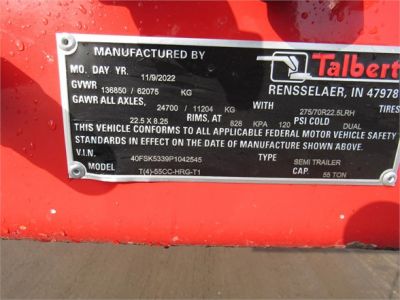 MANUFACTURED BY Talbert
RENSSELAER, IN 47978
MO. DAY YR. 11/9/2022
GVWR 136850 / 62075 KG
GAWR ALL AXLES, 24700 / 11204 KG WITH 275/70R22.5LRH
22.5 X 8.25 RIMS, AT 828 KPA 120 PSI COLD DUAL
THIS VEHICLE CONFORMS TO ALL APPLICABLE FEDERAL MOTOR VEHICLE SAFETY
STANDARDS IN EFFECT ON THE DATE OF MANUFACTURE SHOWN ABOVE.
V.I.N. 40FSK5339P1042545 TYPE SEMI TRAILER
MODEL T(4)-55CC-HRG-T1 CAP. 55 TON